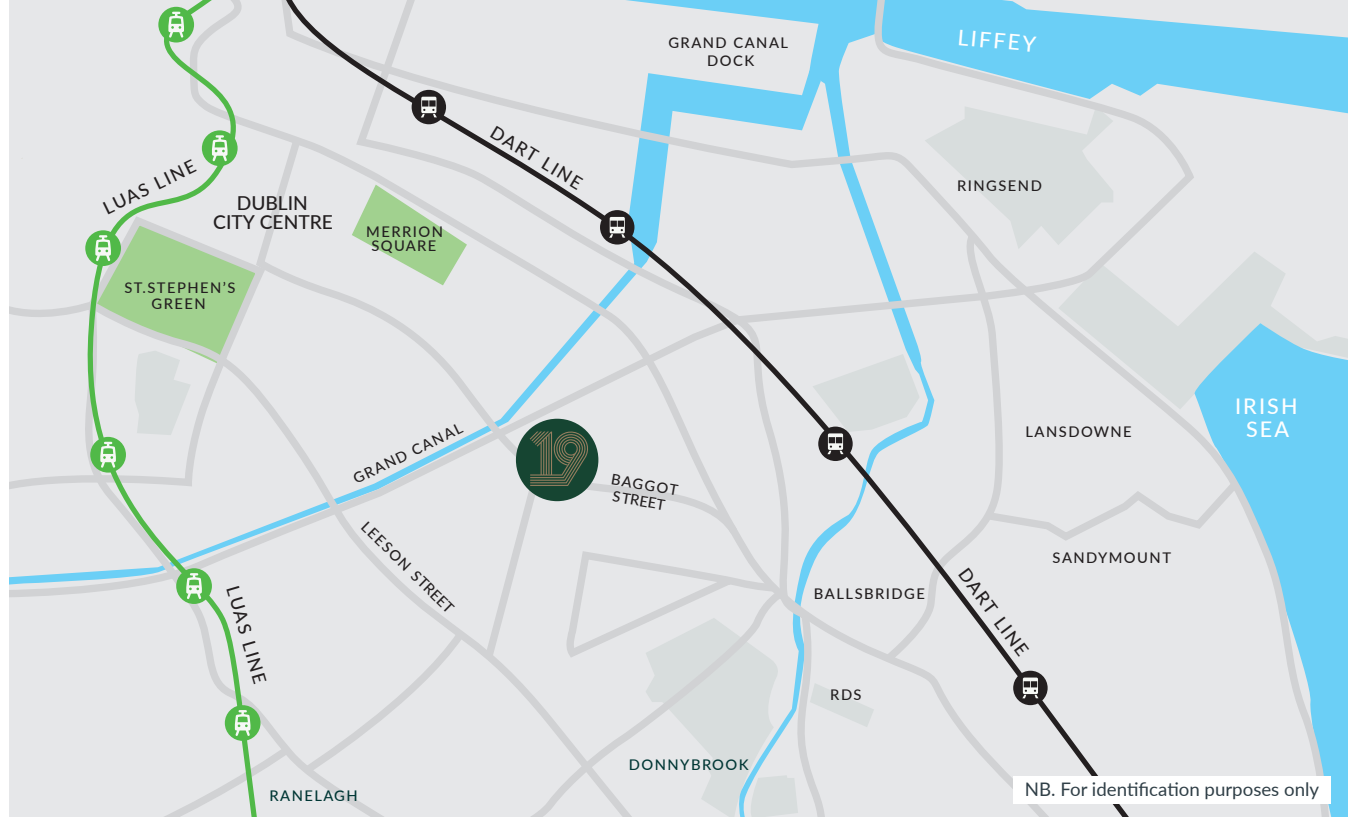 GRAND CANAL
DOCK
LIFFEY
DART LINE
LUAS LINE
RINGSEND
DUBLIN
CITY CENTRE
MERRION
SQUARE
ST.STEPHEN'S
GREEN
IRISH
SEA
LANSDOWNE
GRAND CANAL
19
BAGGOT
STREET
LEESON STREET
SANDYMOUNT
BALLSBRIDGE
DART LINE
LUAS LINE
RDS
DONNYBROOK
RANELAGH
NB. For identification purposes only